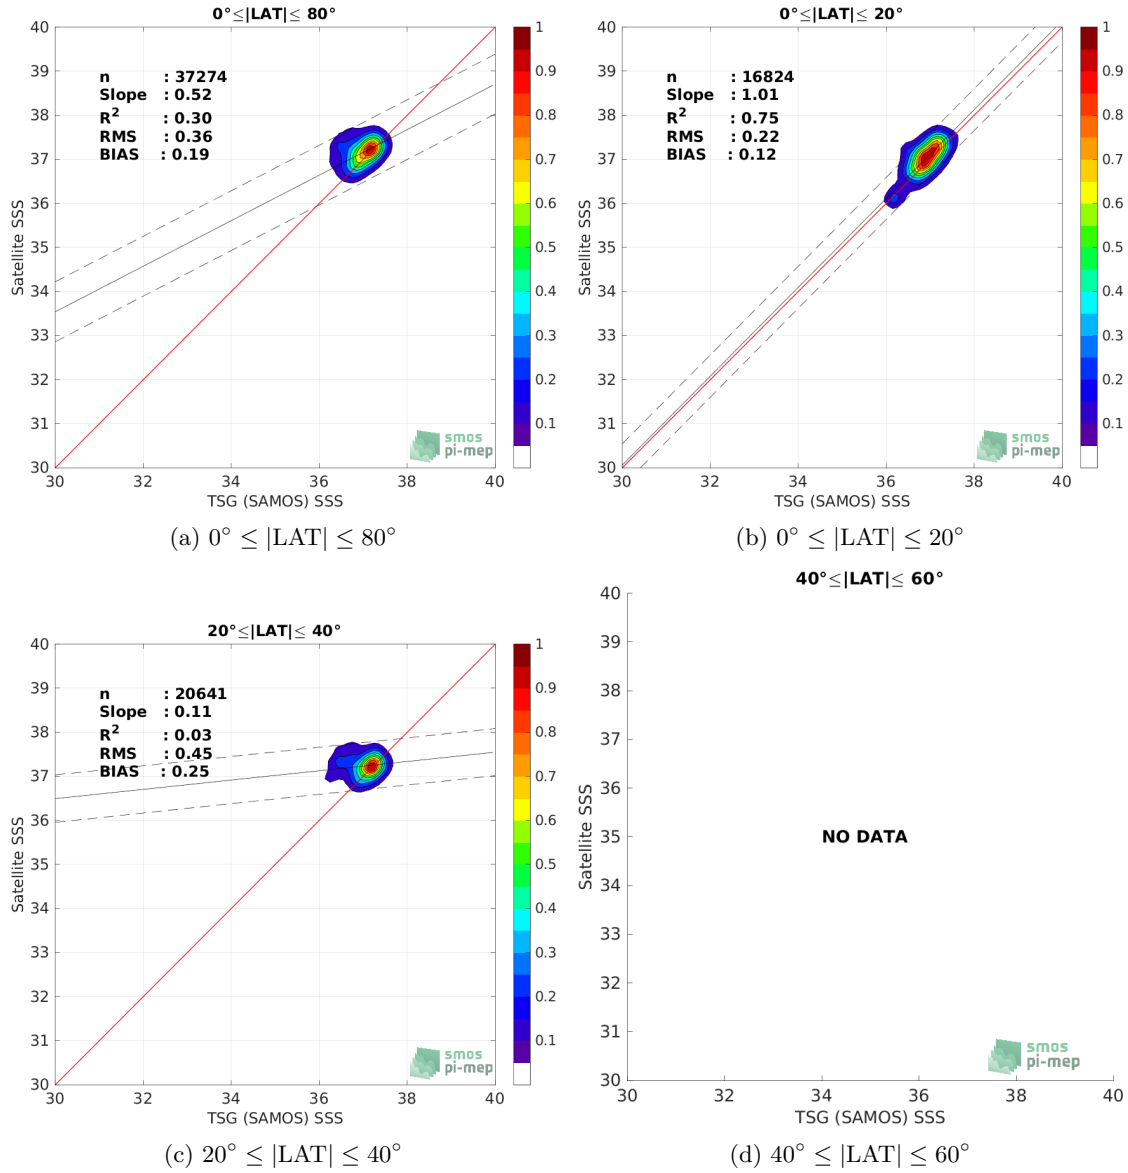 0°≤|LAT|≤ 80°
40
39
38
37
36
35
34
33
32
31
30
Satellite SSS
n : 37274
Slope : 0.52
R² : 0.30
RMS : 0.36
BIAS : 0.19
smos
pi-mep
30 32 34 36 38 40
TSG (SAMOS) SSS
1
0.9
0.8
0.7
0.6
0.5
0.4
0.3
0.2
0.1
(a) 0° ≤ |LAT| ≤ 80°
0°≤|LAT|≤ 20°
40
39
38
37
36
35
34
33
32
31
30
Satellite SSS
n : 16824
Slope : 1.01
R² : 0.75
RMS : 0.22
BIAS : 0.12
smos
pi-mep
30 32 34 36 38 40
TSG (SAMOS) SSS
1
0.9
0.8
0.7
0.6
0.5
0.4
0.3
0.2
0.1
(b) 0° ≤ |LAT| ≤ 20°
20°≤|LAT|≤ 40°
40
39
38
37
36
35
34
33
32
31
30
Satellite SSS
n : 20641
Slope : 0.11
R² : 0.03
RMS : 0.45
BIAS : 0.25
smos
pi-mep
30 32 34 36 38 40
TSG (SAMOS) SSS
1
0.9
0.8
0.7
0.6
0.5
0.4
0.3
0.2
0.1
(c) 20° ≤ |LAT| ≤ 40°
40°≤|LAT|≤ 60°
40
39
38
37
36
35
34
33
32
31
30
Satellite SSS
NO DATA
smos
pi-mep
30 32 34 36 38 40
TSG (SAMOS) SSS
(d) 40° ≤ |LAT| ≤ 60°